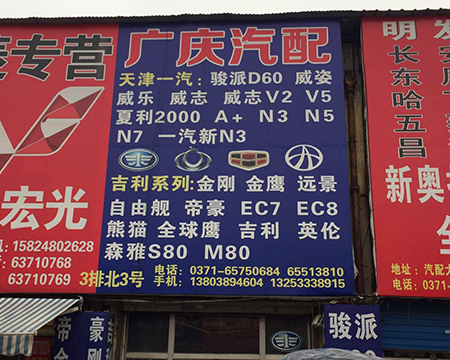 专营
宏光
15824802628
63710768
63710769
广庆汽配
天津一汽：骏派D60 威姿
威乐 威志 威志V2 V5
夏利2000 A+ N3 N5
N7 一汽新N3
吉利系列：金刚 金鹰 远景
自由舰 帝豪 EC7 EC8
熊猫 全球鹰 吉利 英伦
森雅S80 M80
3排北3号
电话：0371-65750684 65513810
手机：13803894604 13253338915
明发
长安
东
哈
五
昌
新奥
地址：汽配
电话：0371-6
帝豪
骏派